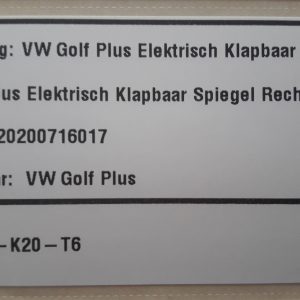 g: VW Golf Plus Elektrisch Klapbaar
us Elektrisch Klapbaar Spiegel Rech
20200716017
r: VW Golf Plus
–K20–T6